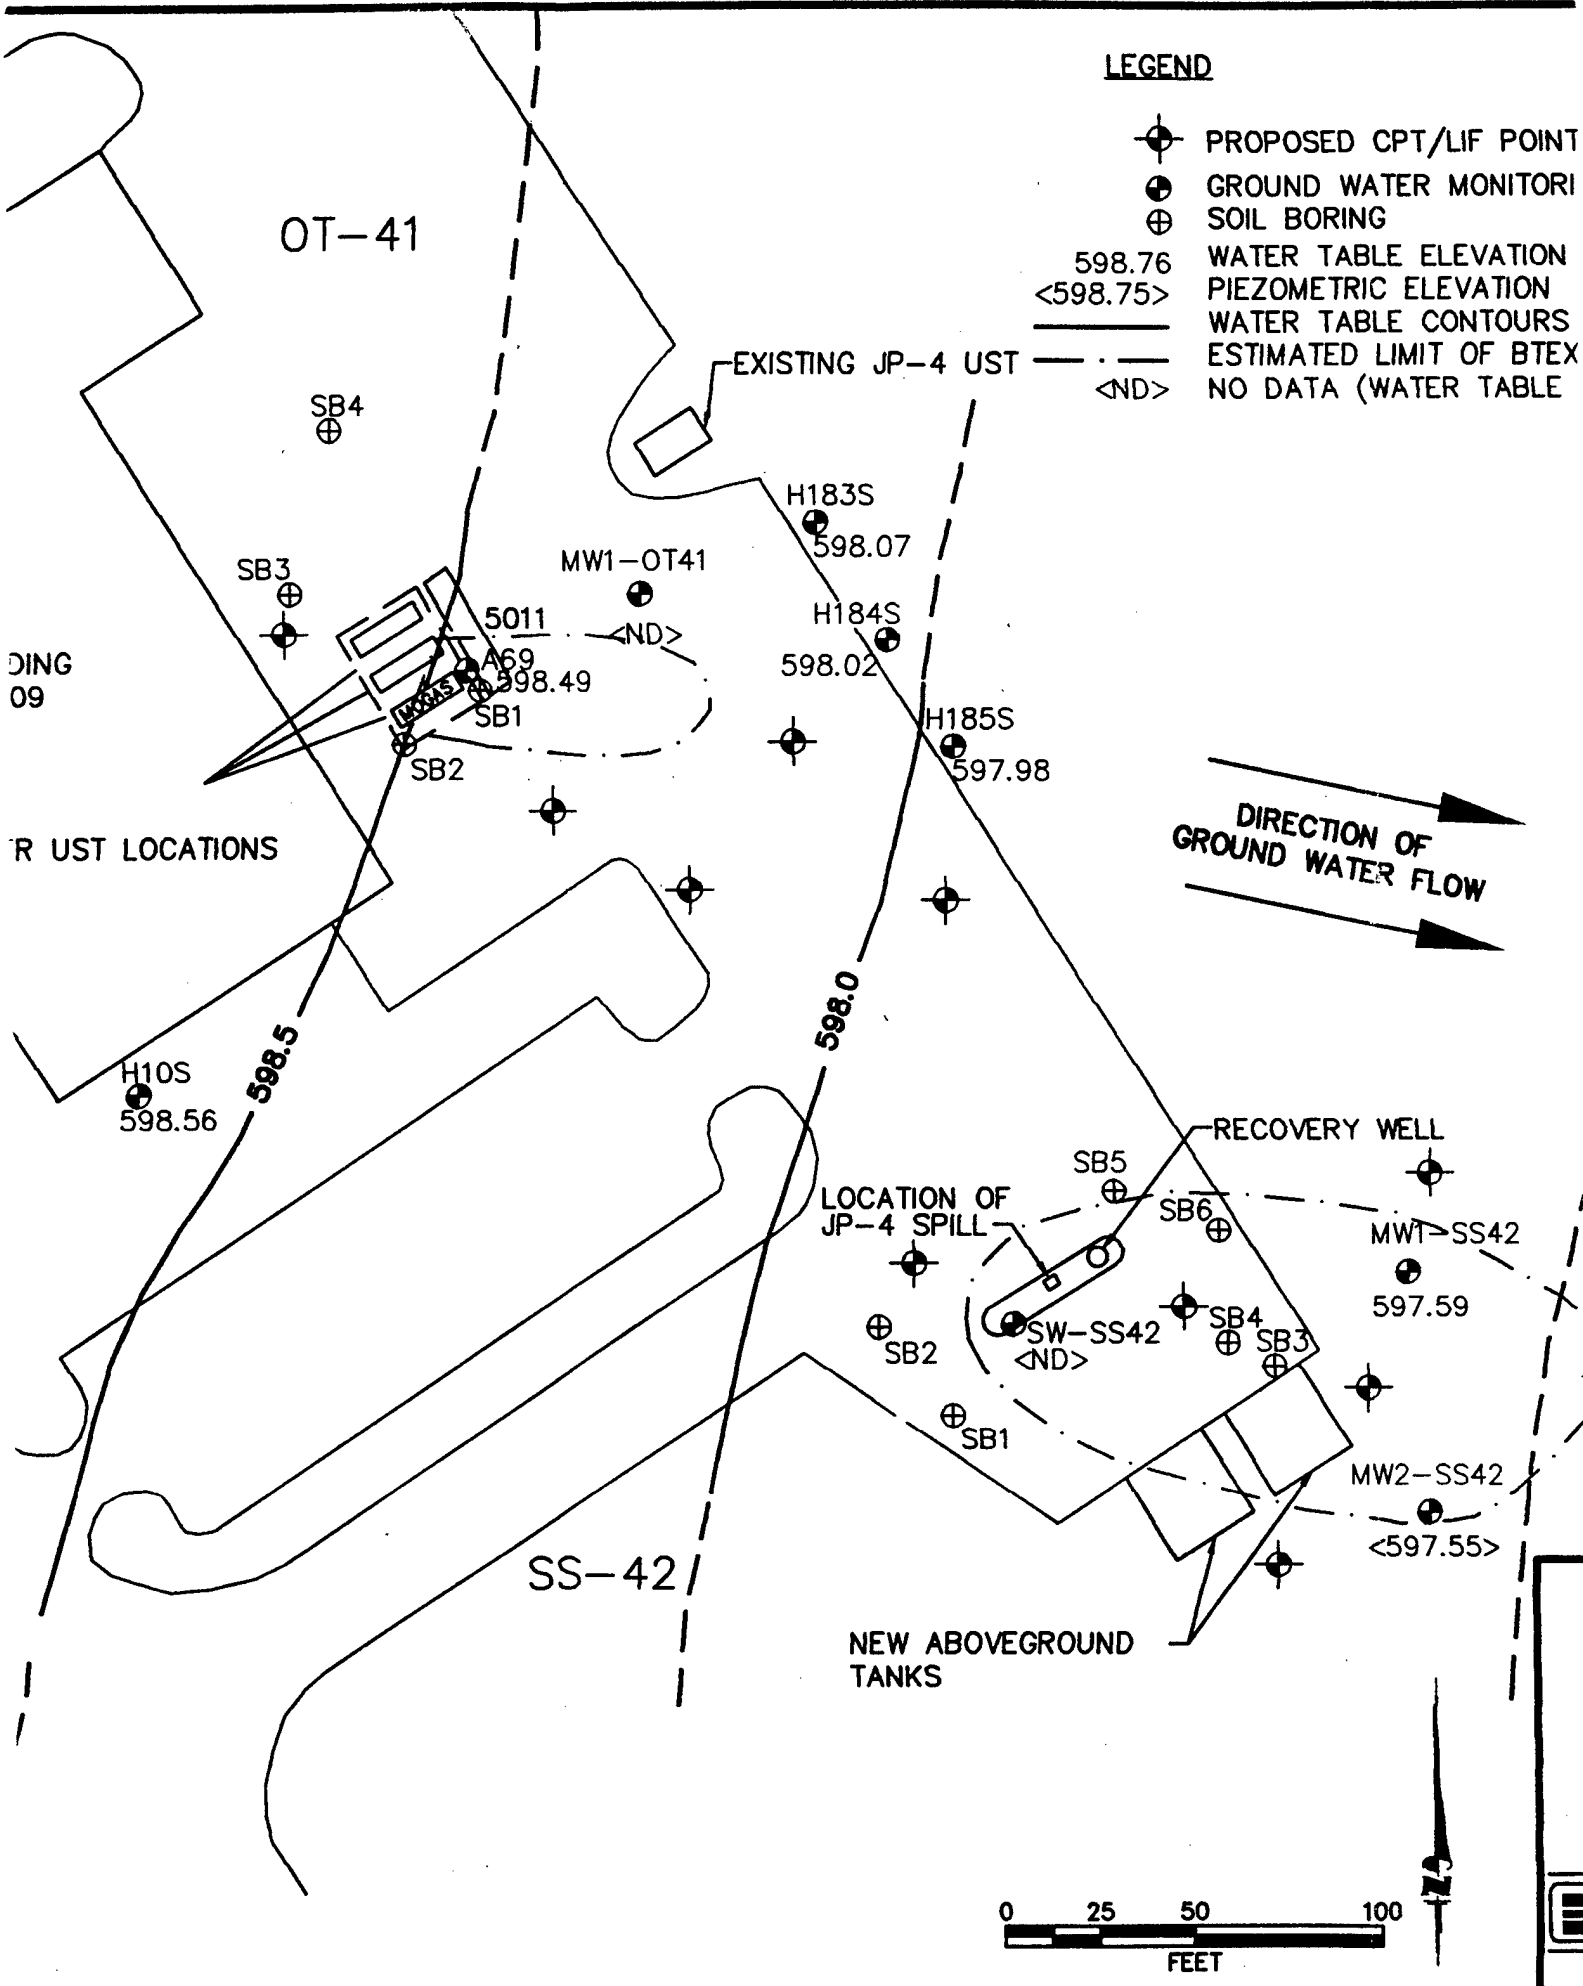 LEGEND
PROPOSED CPT/LIF POINT
GROUND WATER MONITORI
SOIL BORING
598.76 WATER TABLE ELEVATION
<598.75> PIEZOMETRIC ELEVATION
WATER TABLE CONTOURS
ESTIMATED LIMIT OF BTEX
<ND> NO DATA (WATER TABLE
OT-41
EXISTING JP-4 UST
SB4
H183S
598.07
MW1-OT41
<ND>
SB3
5011
H184S
598.02
A69
598.49
MOGAS
SB1
SB2
DING
09
H185S
597.98
R UST LOCATIONS
DIRECTION OF
GROUND WATER FLOW
598.5
598.0
H10S
598.56
RECOVERY WELL
SB5
LOCATION OF
JP-4 SPILL
SB6
MW1-SS42
597.59
SW-SS42
<ND>
SB4
SB3
SB2
SB1
MW2-SS42
<597.55>
SS-42
NEW ABOVEGROUND
TANKS
N
0 25 50 100
FEET